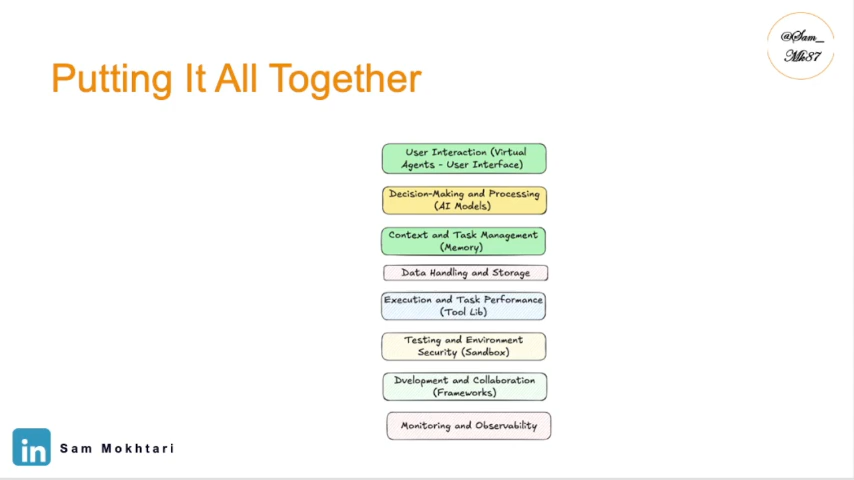 @Sam_
Mk87
Putting It All Together
User Interaction (Virtual
Agents - User Interface)
Decision-Making and Processing
(AI Models)
Context and Task Management
(Memory)
Data Handling and Storage
Execution and Task Performance
(Tool Lib)
Testing and Environment
Security (Sandbox)
Dvelopment and Collaboration
(Frameworks)
Monitoring and Observability
in
Sam Mokhtari